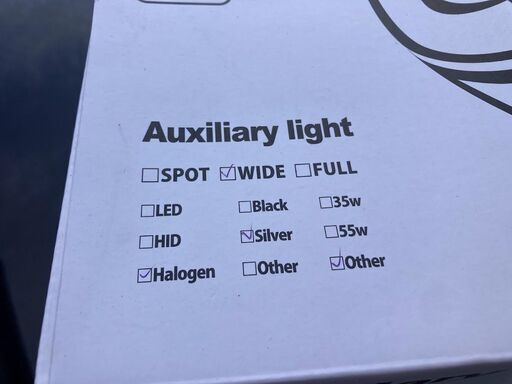 Auxiliary light
☐SPOT ☑WIDE ☐FULL
☐LED ☐Black ☐35w
☐HID ☑Silver ☐55w
☑Halogen ☐Other ☑Other